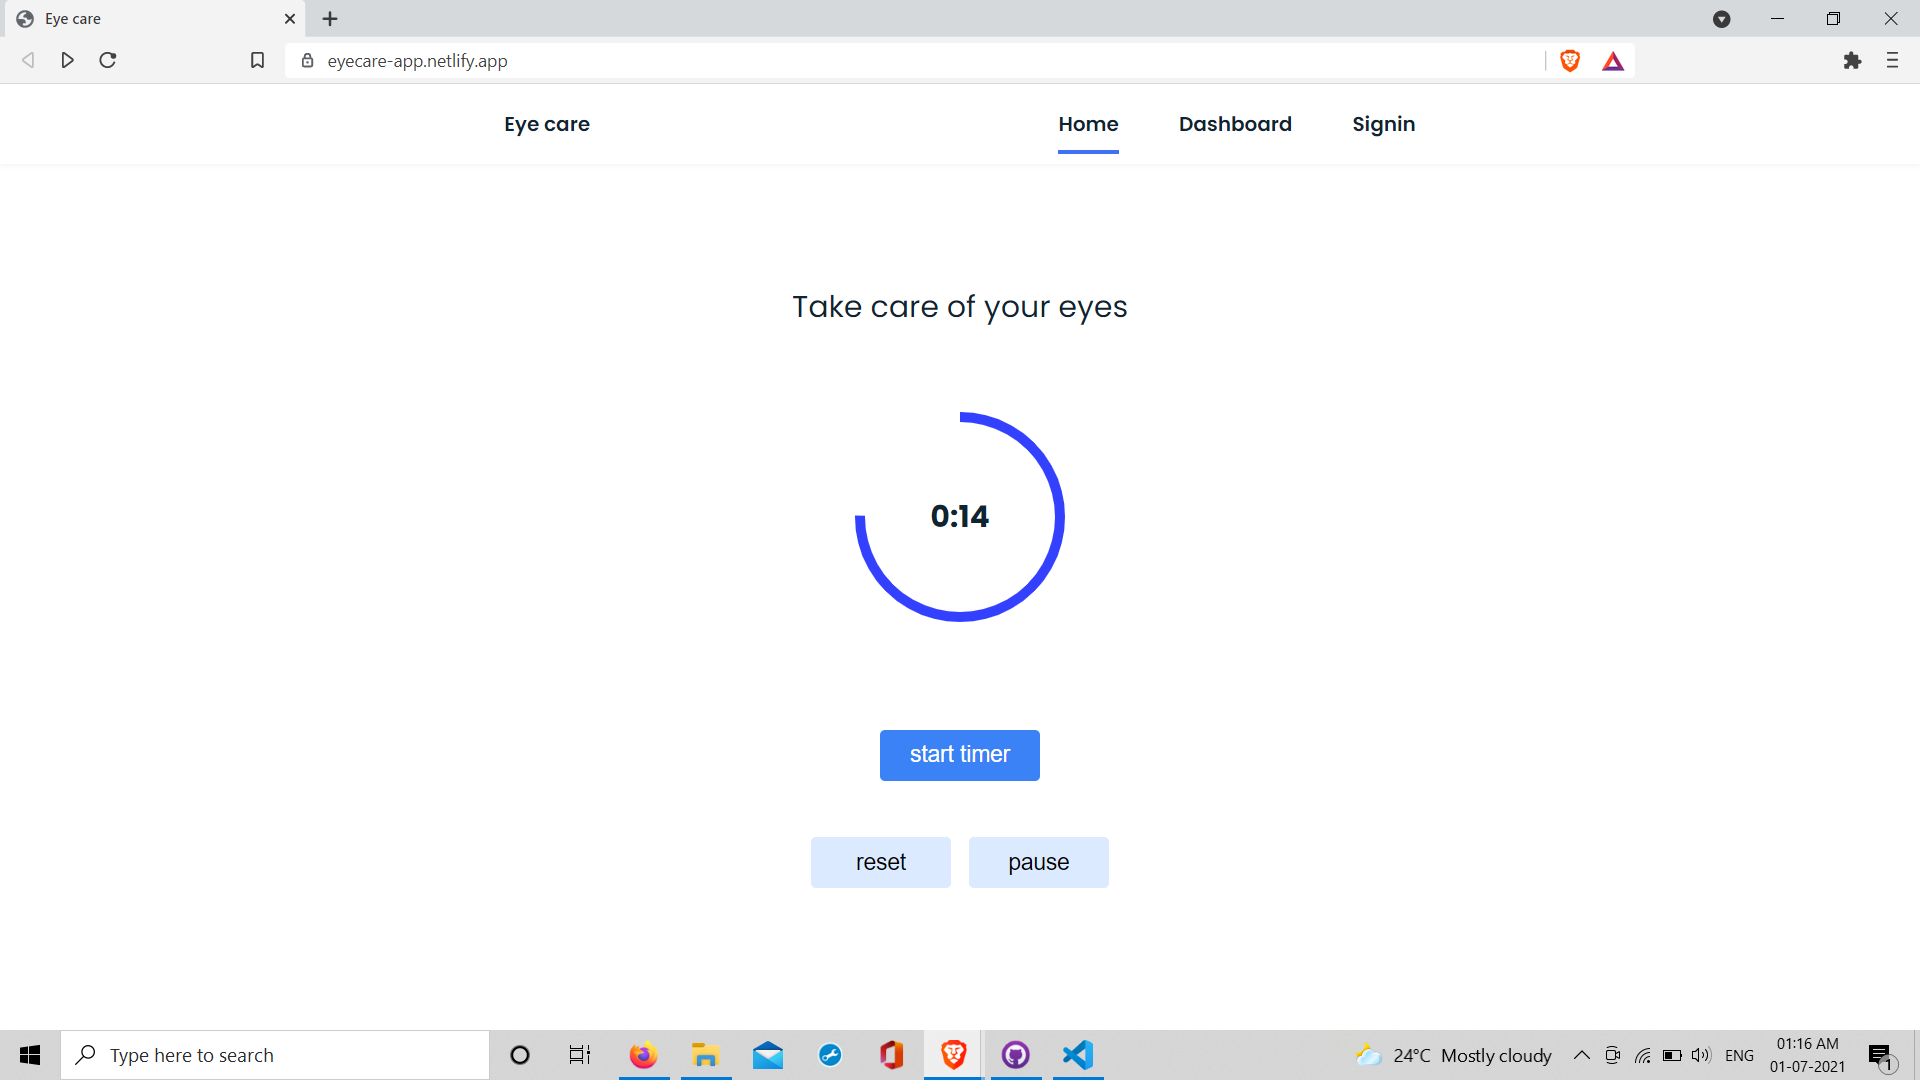 Eye care
eyecare-app.netlify.app
Eye care
Home
Dashboard
Signin
Take care of your eyes
0:14
start timer
reset
pause
Type here to search
24°C Mostly cloudy
ENG
01:16 AM
01-07-2021
1